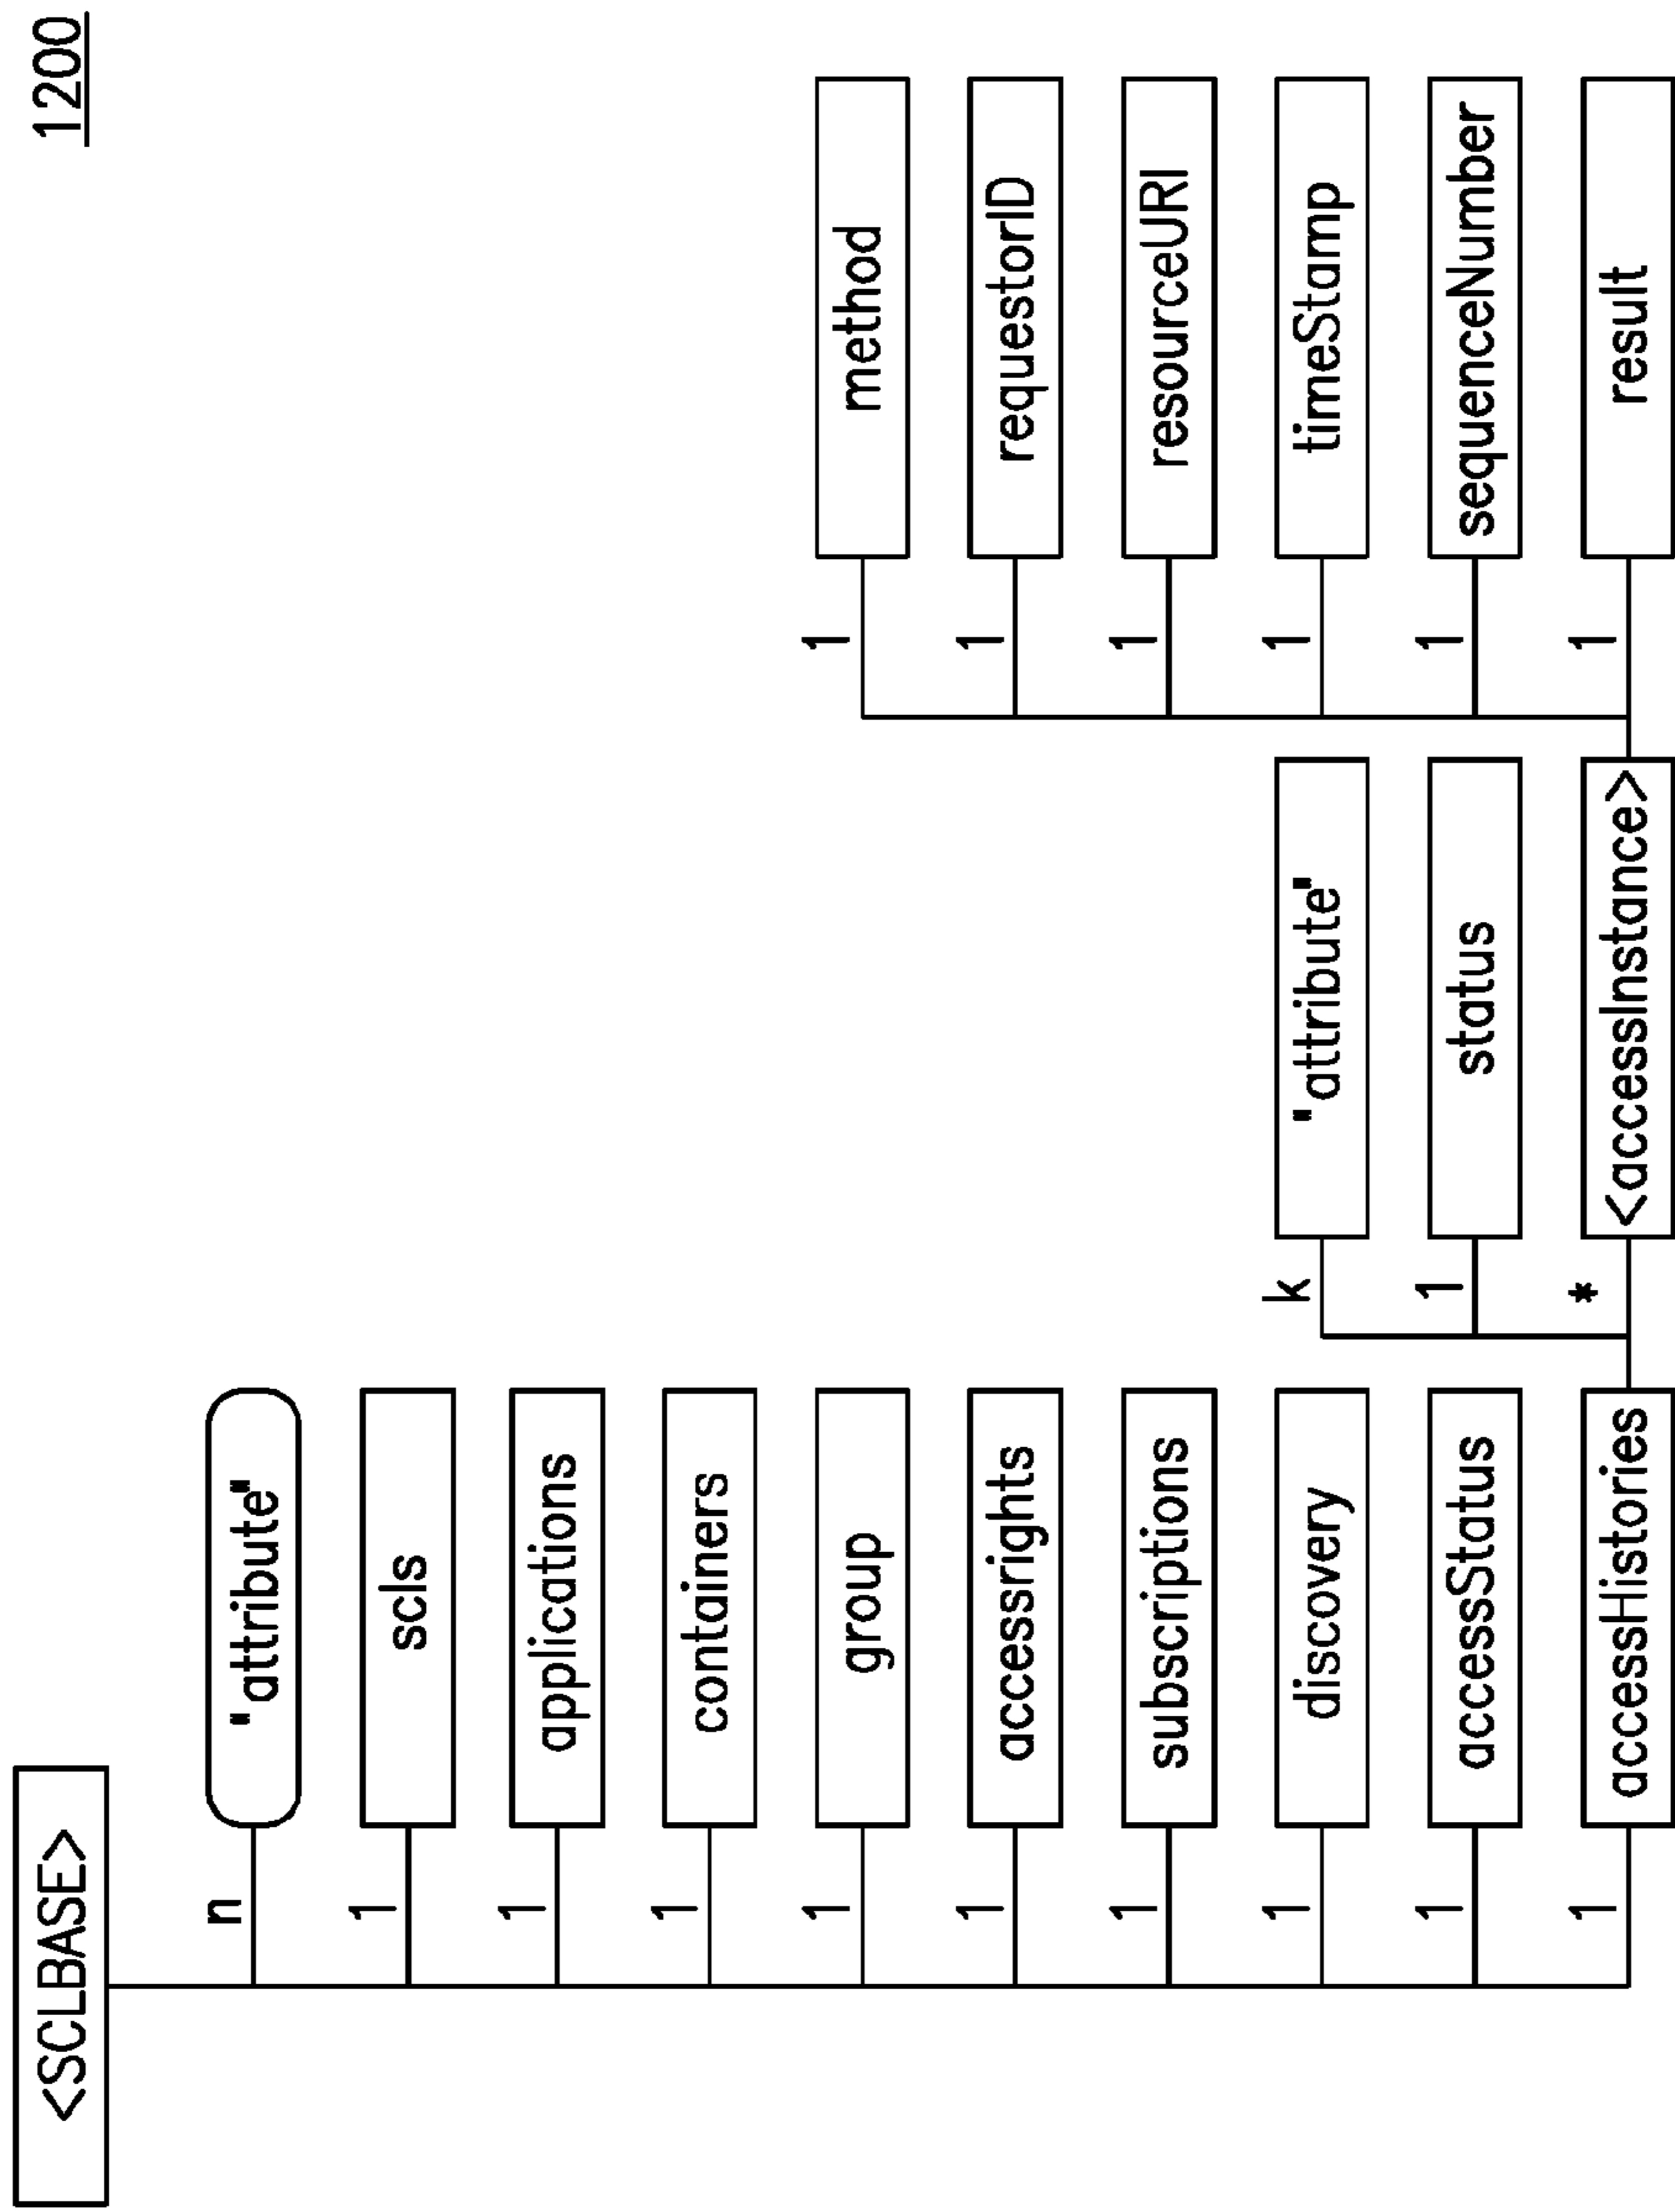 1200
<SCLBASE>
n
"attribute"
1
scls
1
applications
1
containers
1
group
1
accessrights
1
subscriptions
1
discovery
1
accessStatus
1
accessHistories
k
"attribute"
1
status
*
<accessInstance>
1
method
1
requestorID
1
resourceURI
1
timeStamp
1
sequenceNumber
1
result